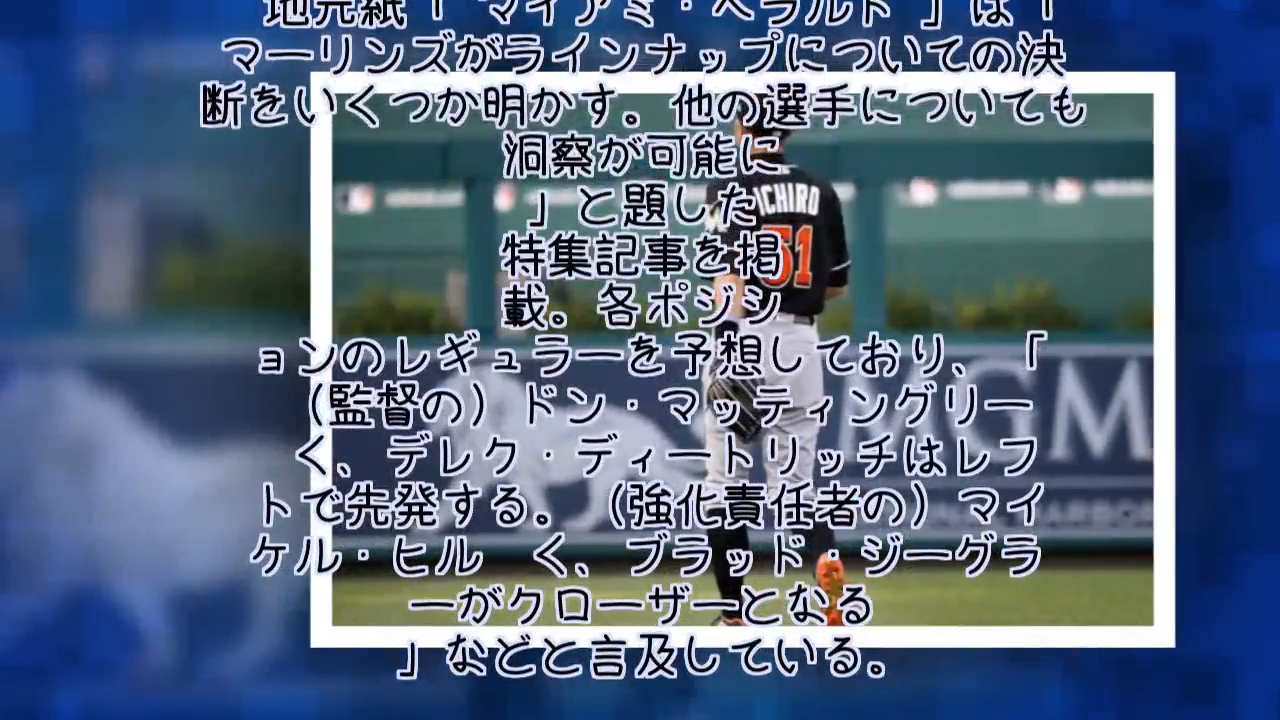 地元紙「 マイアミ・ヘラルド 」は「
マーリンズがラインナップについての決
断をいくつか明かす。他の選手についても
洞察が可能に
」と題した
特集記事を掲
載。各ポジシ
ョンのレギュラーを予想しており、「
（監督の）ドン・マッティングリー
く、デレク・ディートリッチはレフ
トで先発する。（強化責任者の）マイ
ケル・ヒル　く、ブラッド・ジーグラ
ーがクローザーとなる
」などと言及している。
ICHIRO
51
MGM